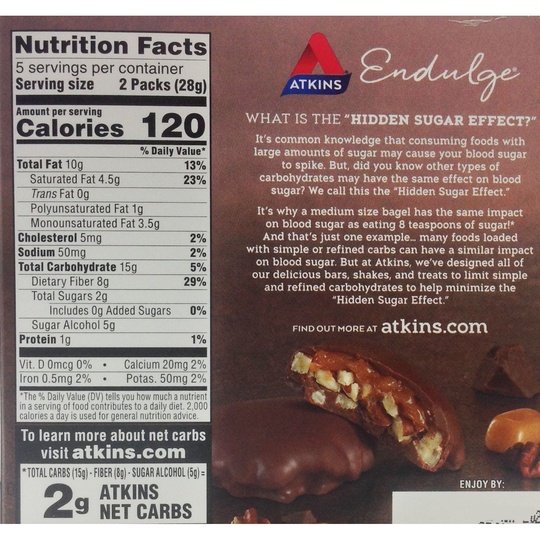 Nutrition Facts
5 servings per container
Serving size 2 Packs (28g)
Amount per serving
Calories 120
% Daily Value*
Total Fat 10g 13%
Saturated Fat 4.5g 23%
Trans Fat 0g
Polyunsaturated Fat 1g
Monounsaturated Fat 3.5g
Cholesterol 5mg 2%
Sodium 50mg 2%
Total Carbohydrate 15g 5%
Dietary Fiber 8g 29%
Total Sugars 2g
Includes 0g Added Sugars 0%
Sugar Alcohol 5g
Protein 1g 1%
Vit. D 0mcg 0% • Calcium 20mg 2%
Iron 0.5mg 2% • Potas. 50mg 2%
*The % Daily Value (DV) tells you how much a nutrient
in a serving of food contributes to a daily diet. 2,000
calories a day is used for general nutrition advice.
To learn more about net carbs
visit atkins.com
*TOTAL CARBS (15g) - FIBER (8g) - SUGAR ALCOHOL (5g) =
2g ATKINS
NET CARBS
ATKINS
Endulge®
WHAT IS THE "HIDDEN SUGAR EFFECT?"
It's common knowledge that consuming foods with
large amounts of sugar may cause your blood sugar
to spike. But, did you know other types of
carbohydrates may have the same effect on blood
sugar? We call this the "Hidden Sugar Effect."
It's why a medium size bagel has the same impact
on blood sugar as eating 8 teaspoons of sugar!*
And that's just one example... many foods loaded
with simple or refined carbs can have a similar impact
on blood sugar. But at Atkins, we've designed all of
our delicious bars, shakes, and treats to limit simple
and refined carbohydrates to help minimize the
"Hidden Sugar Effect."
FIND OUT MORE AT atkins.com
ENJOY BY: